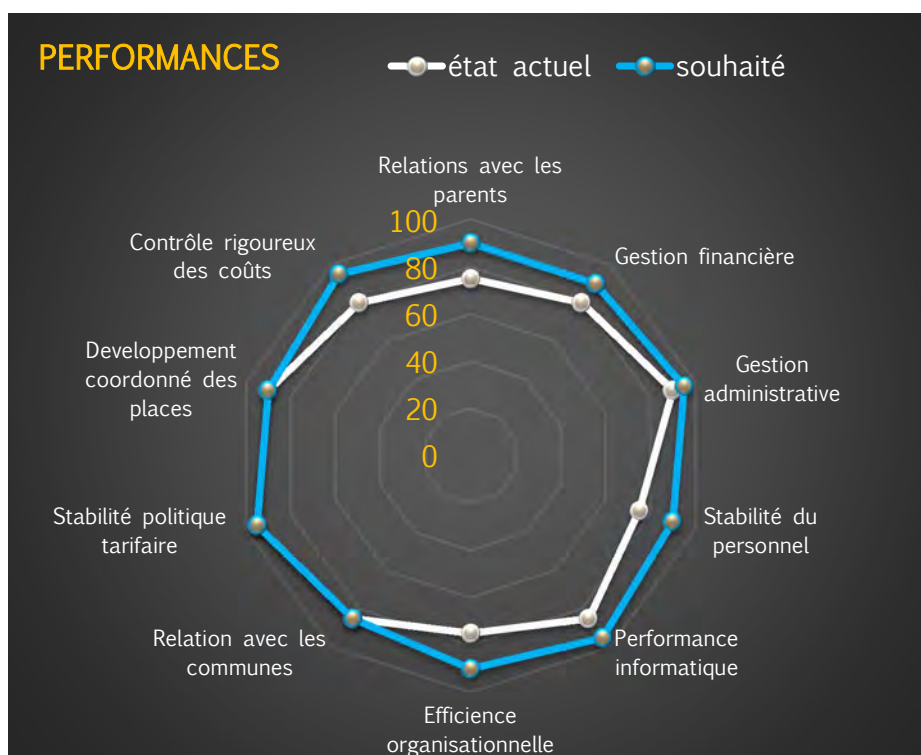 PERFORMANCES
état actuel
souhaité
Relations avec les
parents
Gestion financière
Gestion
administrative
Stabilité du
personnel
Performance
informatique
Efficience
organisationnelle
Relation avec les
communes
Stabilité politique
tarifaire
Developpement
coordonné des
places
Contrôle rigoureux
des coûts
100
80
60
40
20
0